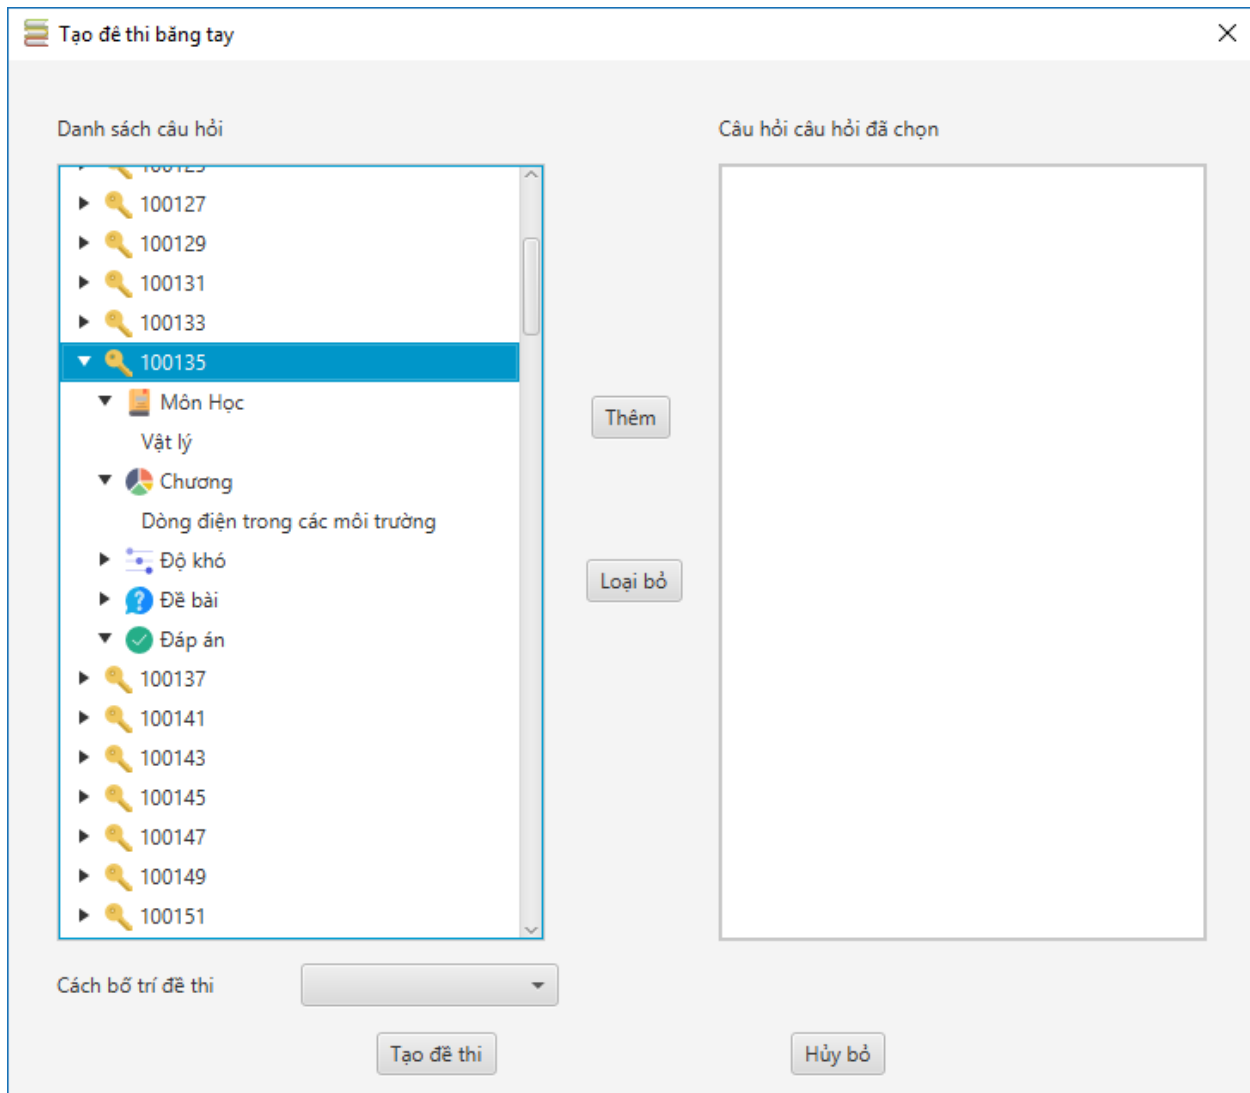 Tạo đề thi bằng tay
Danh sách câu hỏi
Câu hỏi câu hỏi đã chọn
100127
100129
100131
100133
100135
Môn Học
Vật lý
Chương
Dòng điện trong các môi trường
Độ khó
Đề bài
Đáp án
100137
100141
100143
100145
100147
100149
100151
Thêm
Loại bỏ
Cách bố trí đề thi
Tạo đề thi
Hủy bỏ